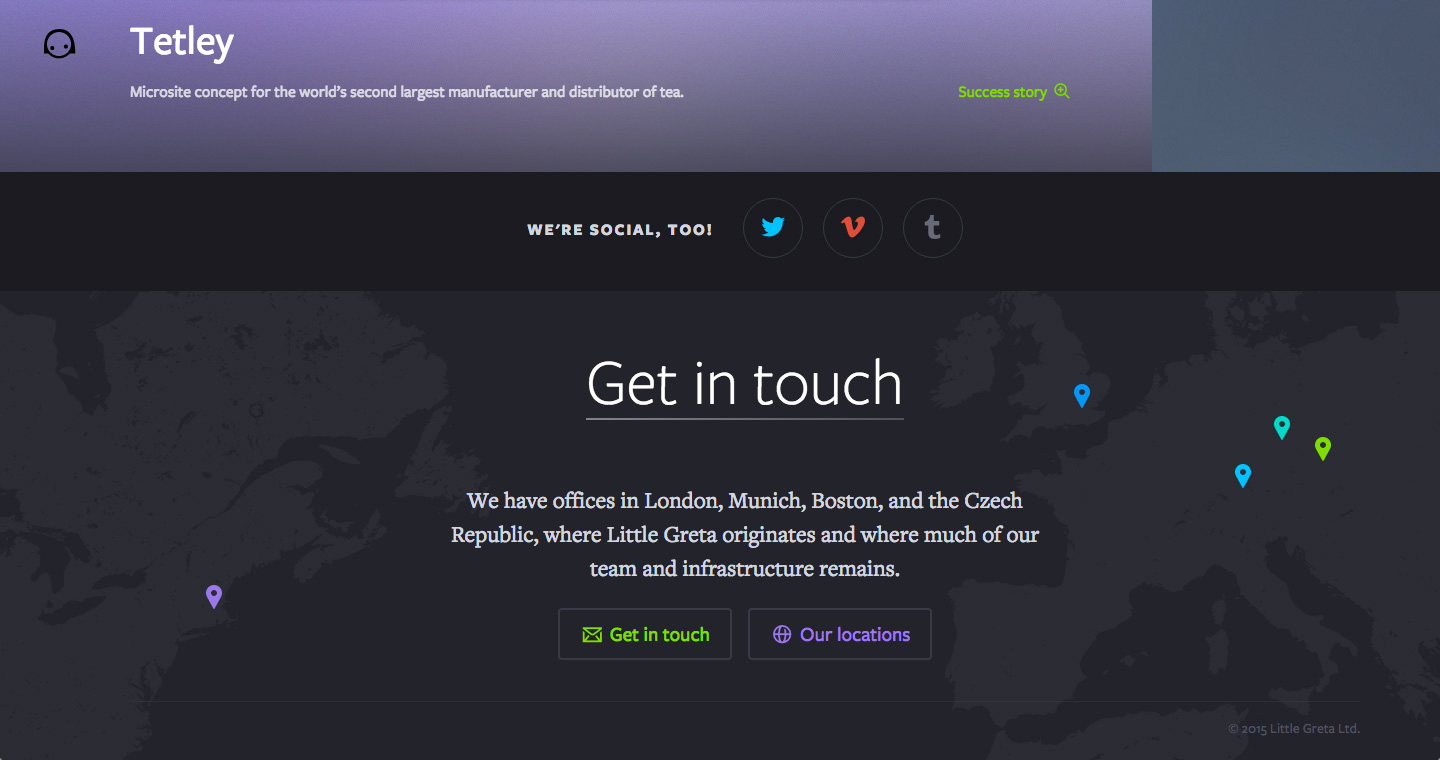 Tetley
Microsite concept for the world's second largest manufacturer and distributor of tea.
Success story
WE'RE SOCIAL, TOO!
Get in touch
We have offices in London, Munich, Boston, and the Czech
Republic, where Little Greta originates and where much of our
team and infrastructure remains.
Get in touch
Our locations
© 2015 Little Greta Ltd.